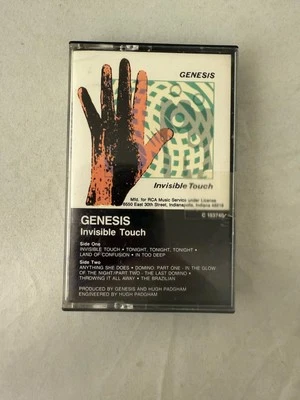 GENESIS
Invisible Touch
Mfd. for RCA Music Service under License
6550 East 30th Street, Indianapolis, Indiana 46219
GENESIS
Invisible Touch
Side One
INVISIBLE TOUCH • TONIGHT, TONIGHT, TONIGHT •
LAND OF CONFUSION • IN TOO DEEP
Side Two
ANYTHING SHE DOES • DOMINO: PART ONE - IN THE GLOW
OF THE NIGHT/PART TWO - THE LAST DOMINO •
THROWING IT ALL AWAY • THE BRAZILIAN
PRODUCED BY GENESIS AND HUGH PADGHAM
ENGINEERED BY HUGH PADGHAM